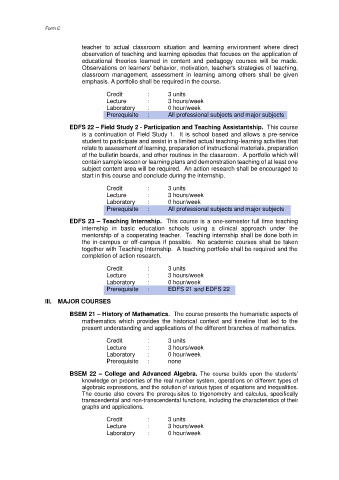 Form C
teacher to actual classroom situation and learning environment where direct
observation of teaching and learning episodes that focuses on the application of
educational theories learned in content and pedagogy courses will be made.
Observations on learners' behavior, motivation, teacher's strategies of teaching,
classroom management, assessment in learning among others shall be given
emphasis. A portfolio shall be required in the course.
Credit : 3 units
Lecture : 3 hours/week
Laboratory : 0 hour/week
Prerequisite : All professional subjects and major subjects
EDFS 22 – Field Study 2 - Participation and Teaching Assistantship. This course
is a continuation of Field Study 1. It is school based and allows a pre-service
student to participate and assist in a limited actual teaching-learning activities that
relate to assessment of learning, preparation of instructional materials, preparation
of the bulletin boards, and other routines in the classroom. A portfolio which will
contain sample lesson or learning plans and demonstration teaching of at least one
subject content area will be required. An action research shall be encouraged to
start in this course and conclude during the internship.
Credit : 3 units
Lecture : 3 hours/week
Laboratory : 0 hour/week
Prerequisite : All professional subjects and major subjects
EDFS 23 – Teaching Internship. This course is a one-semester full time teaching
internship in basic education schools using a clinical approach under the
mentorship of a cooperating teacher. Teaching Internship shall be done both in
the in-campus or off-campus if possible. No academic courses shall be taken
together with Teaching Internship. A teaching portfolio shall be required and the
completion of action research.
Credit : 3 units
Lecture : 3 hours/week
Laboratory : 0 hour/week
Prerequisite : EDFS 21 and EDFS 22
III. MAJOR COURSES
BSEM 21 – History of Mathematics. The course presents the humanistic aspects of
mathematics which provides the historical context and timeline that led to the
present understanding and applications of the different branches of mathematics.
Credit : 3 units
Lecture : 3 hours/week
Laboratory : 0 hour/week
Prerequisite : none
BSEM 22 – College and Advanced Algebra. The course builds upon the students'
knowledge on properties of the real number system, operations on different types of
algebraic expressions, and the solution of various types of equations and inequalities.
The course also covers the prerequisites to trigonometry and calculus, specifically
transcendental and non-transcendental functions, including the characteristics of their
graphs and applications.
Credit : 3 units
Lecture : 3 hours/week
Laboratory : 0 hour/week